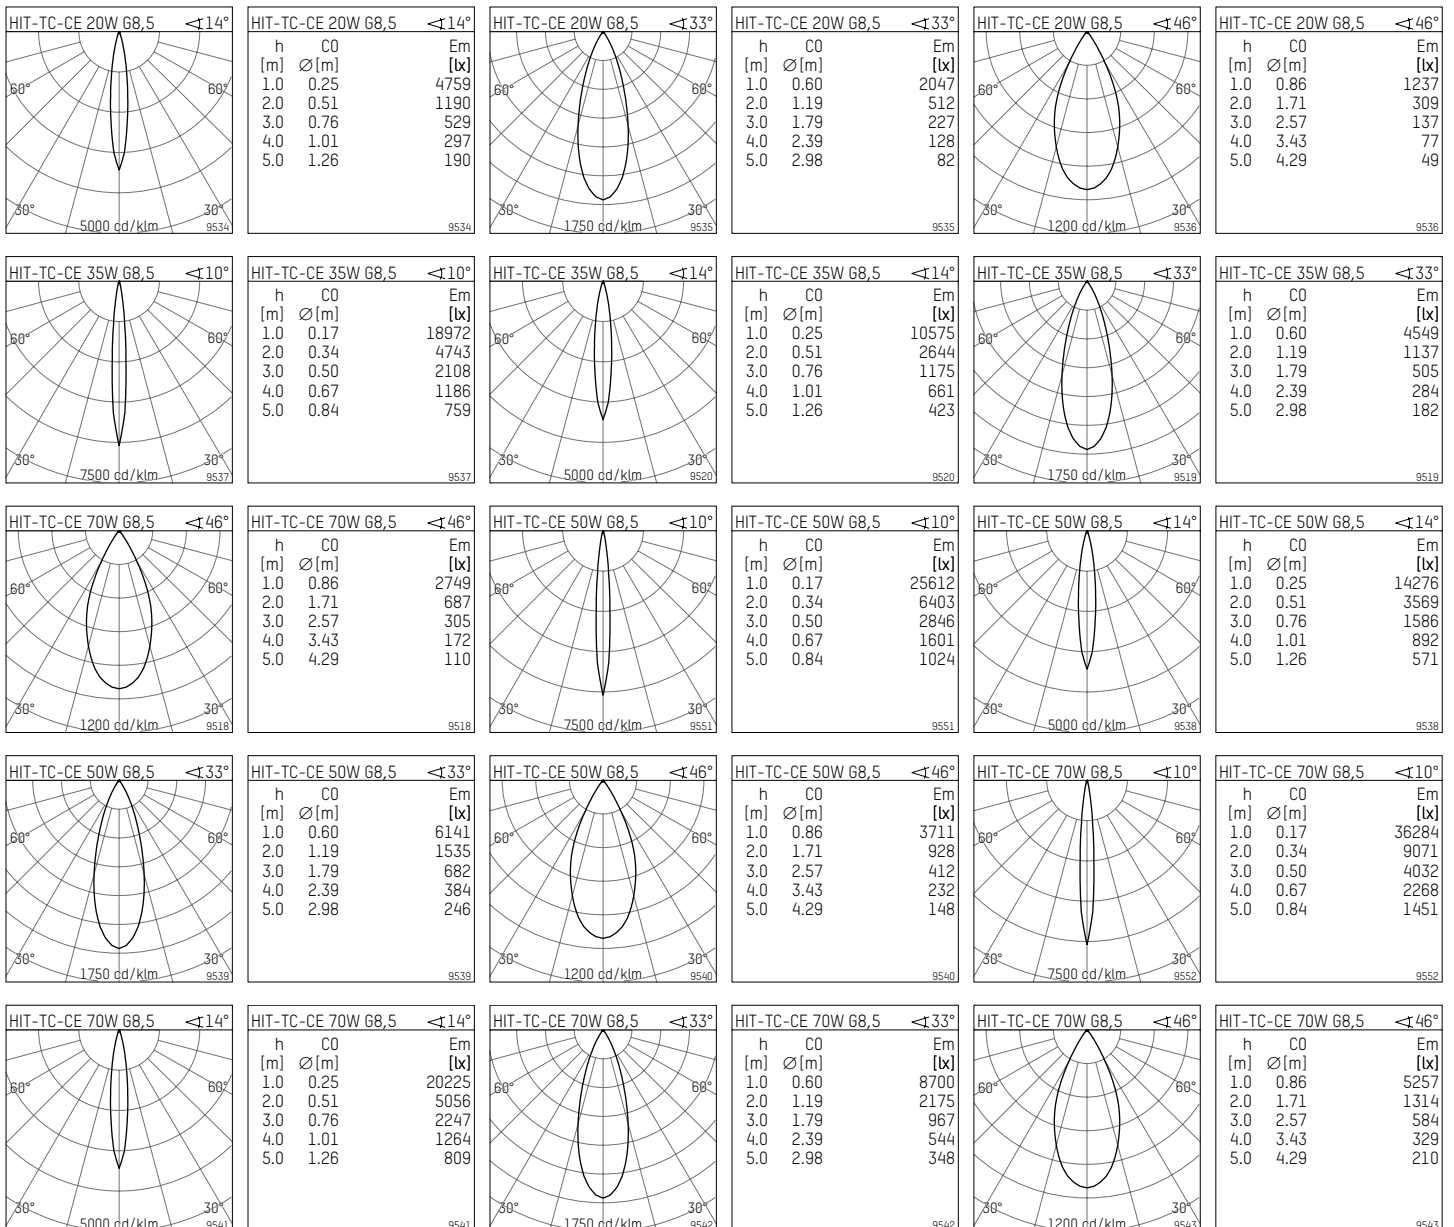 HIT-TC-CE 20W G8,5 ∢14°
60° 60°
30° 30°
5000 cd/klm 9534
HIT-TC-CE 20W G8,5 ∢14°
h C0 Em
[m] ∅[m] [lx]
1.0 0.25 4759
2.0 0.51 1190
3.0 0.76 529
4.0 1.01 297
5.0 1.26 190
9534
HIT-TC-CE 20W G8,5 ∢33°
60° 60°
30° 30°
1750 cd/klm 9535
HIT-TC-CE 20W G8,5 ∢33°
h C0 Em
[m] ∅[m] [lx]
1.0 0.60 2047
2.0 1.19 512
3.0 1.79 227
4.0 2.39 128
5.0 2.98 82
9535
HIT-TC-CE 20W G8,5 ∢46°
60° 60°
30° 30°
1200 cd/klm 9536
HIT-TC-CE 20W G8,5 ∢46°
h C0 Em
[m] ∅[m] [lx]
1.0 0.86 1237
2.0 1.71 309
3.0 2.57 137
4.0 3.43 77
5.0 4.29 49
9536
HIT-TC-CE 35W G8,5 ∢10°
60° 60°
30° 30°
7500 cd/klm 9537
HIT-TC-CE 35W G8,5 ∢10°
h C0 Em
[m] ∅[m] [lx]
1.0 0.17 18972
2.0 0.34 4743
3.0 0.50 2108
4.0 0.67 1186
5.0 0.84 759
9537
HIT-TC-CE 35W G8,5 ∢14°
60° 60°
30° 30°
5000 cd/klm 9520
HIT-TC-CE 35W G8,5 ∢14°
h C0 Em
[m] ∅[m] [lx]
1.0 0.25 10575
2.0 0.51 2644
3.0 0.76 1175
4.0 1.01 661
5.0 1.26 423
9520
HIT-TC-CE 35W G8,5 ∢33°
60° 60°
30° 30°
1750 cd/klm 9519
HIT-TC-CE 35W G8,5 ∢33°
h C0 Em
[m] ∅[m] [lx]
1.0 0.60 4549
2.0 1.19 1137
3.0 1.79 505
4.0 2.39 284
5.0 2.98 182
9519
HIT-TC-CE 70W G8,5 ∢46°
60° 60°
30° 30°
1200 cd/klm 9518
HIT-TC-CE 70W G8,5 ∢46°
h C0 Em
[m] ∅[m] [lx]
1.0 0.86 2749
2.0 1.71 687
3.0 2.57 305
4.0 3.43 172
5.0 4.29 110
9518
HIT-TC-CE 50W G8,5 ∢10°
60° 60°
30° 30°
7500 cd/klm 9551
HIT-TC-CE 50W G8,5 ∢10°
h C0 Em
[m] ∅[m] [lx]
1.0 0.17 25612
2.0 0.34 6403
3.0 0.50 2846
4.0 0.67 1601
5.0 0.84 1024
9551
HIT-TC-CE 50W G8,5 ∢14°
60° 60°
30° 30°
5000 cd/klm 9538
HIT-TC-CE 50W G8,5 ∢14°
h C0 Em
[m] ∅[m] [lx]
1.0 0.25 14276
2.0 0.51 3569
3.0 0.76 1586
4.0 1.01 892
5.0 1.26 571
9538
HIT-TC-CE 50W G8,5 ∢33°
60° 60°
30° 30°
1750 cd/klm 9539
HIT-TC-CE 50W G8,5 ∢33°
h C0 Em
[m] ∅[m] [lx]
1.0 0.60 6141
2.0 1.19 1535
3.0 1.79 682
4.0 2.39 384
5.0 2.98 246
9539
HIT-TC-CE 50W G8,5 ∢46°
60° 60°
30° 30°
1200 cd/klm 9540
HIT-TC-CE 50W G8,5 ∢46°
h C0 Em
[m] ∅[m] [lx]
1.0 0.86 3711
2.0 1.71 928
3.0 2.57 412
4.0 3.43 232
5.0 4.29 148
9540
HIT-TC-CE 70W G8,5 ∢10°
60° 60°
30° 30°
7500 cd/klm 9552
HIT-TC-CE 70W G8,5 ∢10°
h C0 Em
[m] ∅[m] [lx]
1.0 0.17 36284
2.0 0.34 9071
3.0 0.50 4032
4.0 0.67 2268
5.0 0.84 1451
9552
HIT-TC-CE 70W G8,5 ∢14°
60° 60°
30° 30°
5000 cd/klm 9541
HIT-TC-CE 70W G8,5 ∢14°
h C0 Em
[m] ∅[m] [lx]
1.0 0.25 20225
2.0 0.51 5056
3.0 0.76 2247
4.0 1.01 1264
5.0 1.26 809
9541
HIT-TC-CE 70W G8,5 ∢33°
60° 60°
30° 30°
1750 cd/klm 9542
HIT-TC-CE 70W G8,5 ∢33°
h C0 Em
[m] ∅[m] [lx]
1.0 0.60 8700
2.0 1.19 2175
3.0 1.79 967
4.0 2.39 544
5.0 2.98 348
9542
HIT-TC-CE 70W G8,5 ∢46°
60° 60°
30° 30°
1200 cd/klm 9543
HIT-TC-CE 70W G8,5 ∢46°
h C0 Em
[m] ∅[m] [lx]
1.0 0.86 5257
2.0 1.71 1314
3.0 2.57 584
4.0 3.43 329
5.0 4.29 210
9543